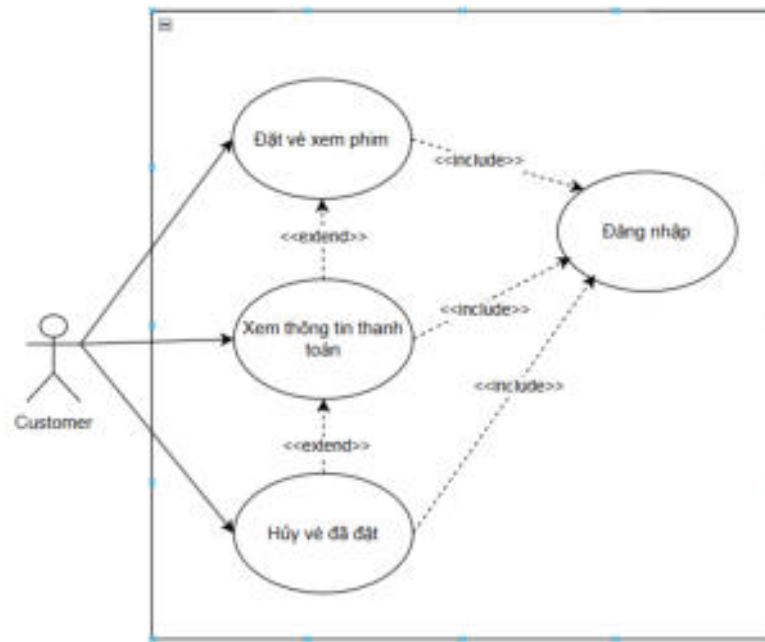 Đặt vé xem phim
<<include>>
Đăng nhập
<<extend>>
Xem thông tin thanh
toán
<<include>>
<<include>>
Customer
<<extend>>
Hủy vé đã đặt